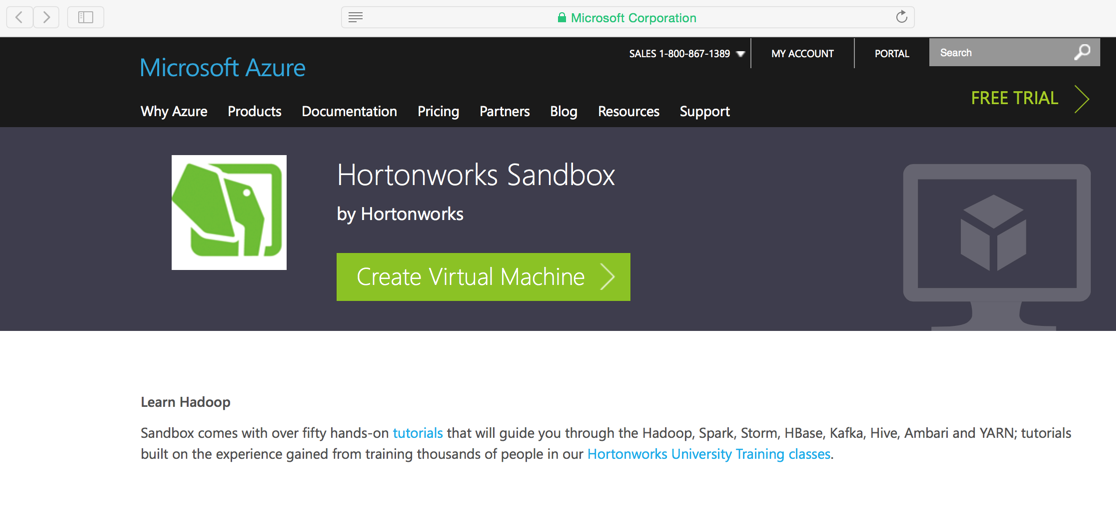 Microsoft Corporation
SALES 1-800-867-1389
MY ACCOUNT
PORTAL
Search
Microsoft Azure
FREE TRIAL
Why Azure Products Documentation Pricing Partners Blog Resources Support
Hortonworks Sandbox
by Hortonworks
Create Virtual Machine
Learn Hadoop
Sandbox comes with over fifty hands-on tutorials that will guide you through the Hadoop, Spark, Storm, HBase, Kafka, Hive, Ambari and YARN; tutorials
built on the experience gained from training thousands of people in our Hortonworks University Training classes.